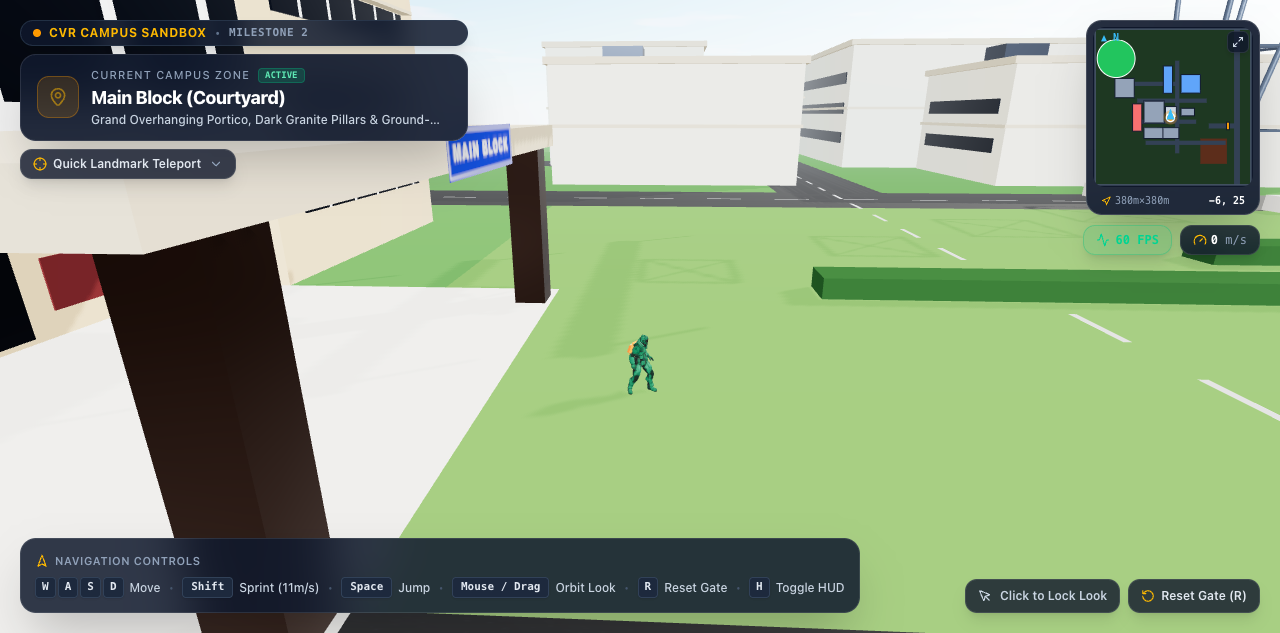 CVR CAMPUS SANDBOX • MILESTONE 2
CURRENT CAMPUS ZONE ACTIVE
Main Block (Courtyard)
Grand Overhanging Portico, Dark Granite Pillars & Ground-...
Quick Landmark Teleport
MAIN BLOCK
N
380m×380m -6, 25
60 FPS 0 m/s
NAVIGATION CONTROLS
W A S D Move • Shift Sprint (11m/s) • Space Jump • Mouse / Drag Orbit Look • R Reset Gate • H Toggle HUD
Click to Lock Look Reset Gate (R)